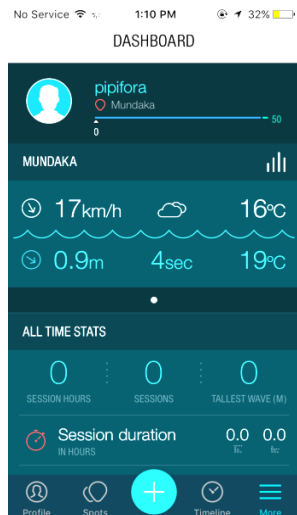 No Service 1:10 PM 32%
DASHBOARD
pipifora
Mundaka
50
0
MUNDAKA
17km/h 16ºc
0.9m 4sec 19ºc
ALL TIME STATS
0 0 0
SESSION HOURS SESSIONS TALLEST WAVE (M)
Session duration 0.0 0.0
IN HOURS
Profile Spots Timeline More